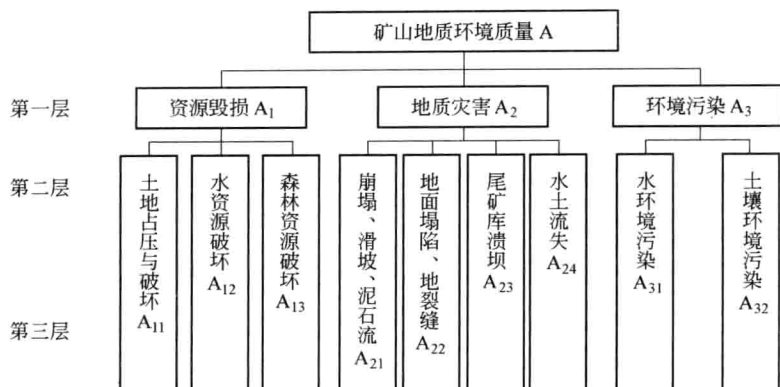 矿山地质环境质量 A
第一层
资源毁损 A₁
地质灾害 A₂
环境污染 A₃
第二层
土地占压与破坏 A₁₁
水资源破坏 A₁₂
森林资源破坏 A₁₃
崩塌、滑坡、泥石流 A₂₁
地面塌陷、地裂缝 A₂₂
尾矿库溃坝 A₂₃
水土流失 A₂₄
水环境污染 A₃₁
土壤环境污染 A₃₂
第三层